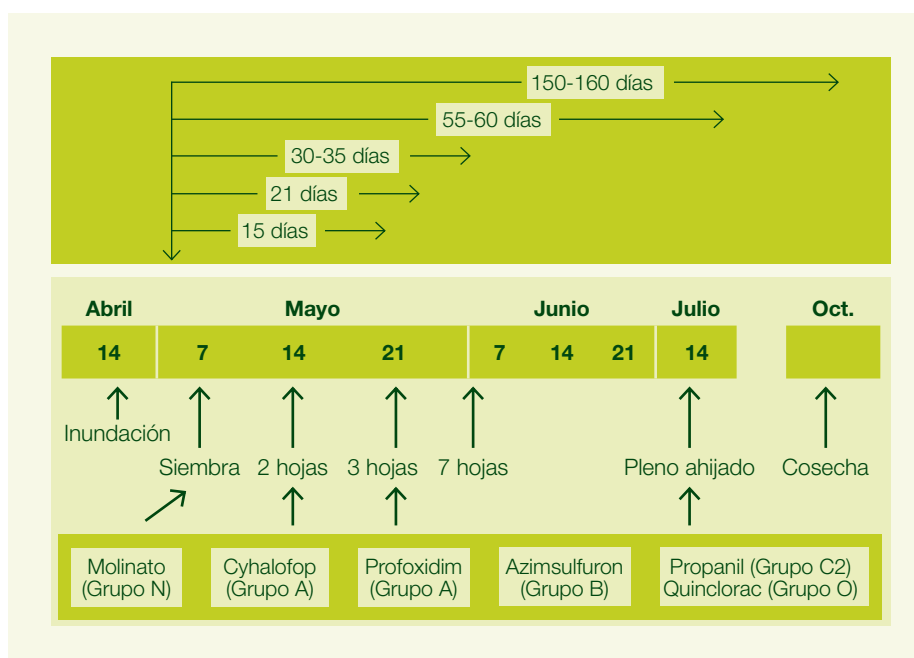 150-160 días
55-60 días
30-35 días
21 días
15 días
Abril Mayo Junio Julio Oct.
14 7 14 21 7 14 21 14
Inundación
Siembra 2 hojas 3 hojas 7 hojas Pleno ahijado Cosecha
Molinato Cyhalofop Profoxidim Azimsulfuron Propanil (Grupo C2)
(Grupo N) (Grupo A) (Grupo A) (Grupo B) Quinclorac (Grupo O)